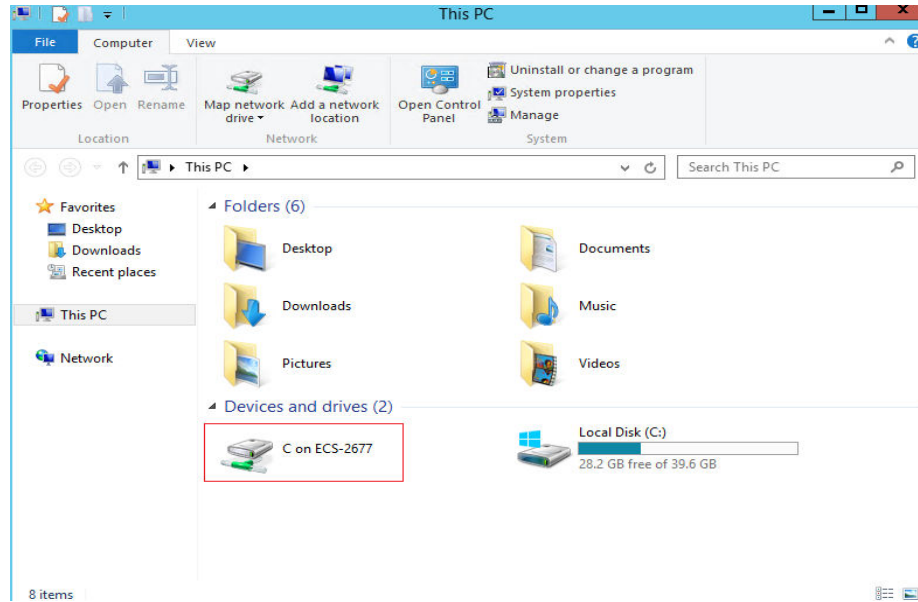 This PC
File Computer View
Properties Open Rename
Map network drive
Add a network location
Open Control Panel
Uninstall or change a program
System properties
Manage
Location Network System
This PC
Search This PC
Favorites
Desktop
Downloads
Recent places
This PC
Network
Folders (6)
Desktop
Documents
Downloads
Music
Pictures
Videos
Devices and drives (2)
C on ECS-2677
Local Disk (C:)
28.2 GB free of 39.6 GB
8 items